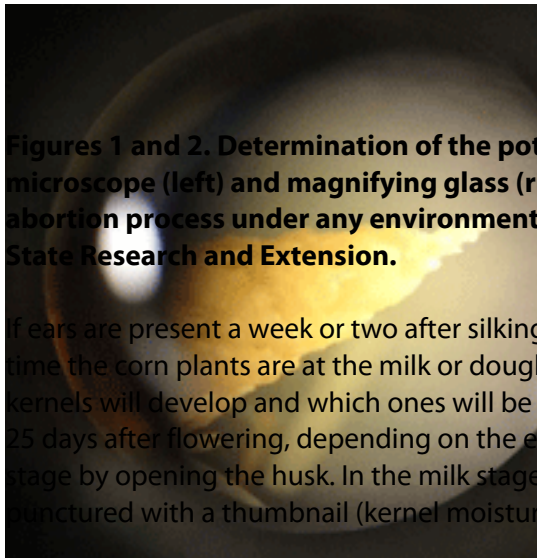 Figures 1 and 2. Determination of the pot
microscope (left) and magnifying glass (r
abortion process under any environment
State Research and Extension.
If ears are present a week or two after silking
time the corn plants are at the milk or dough
kernels will develop and which ones will be
25 days after flowering, depending on the e
stage by opening the husk. In the milk stage
punctured with a thumbnail (kernel moistur